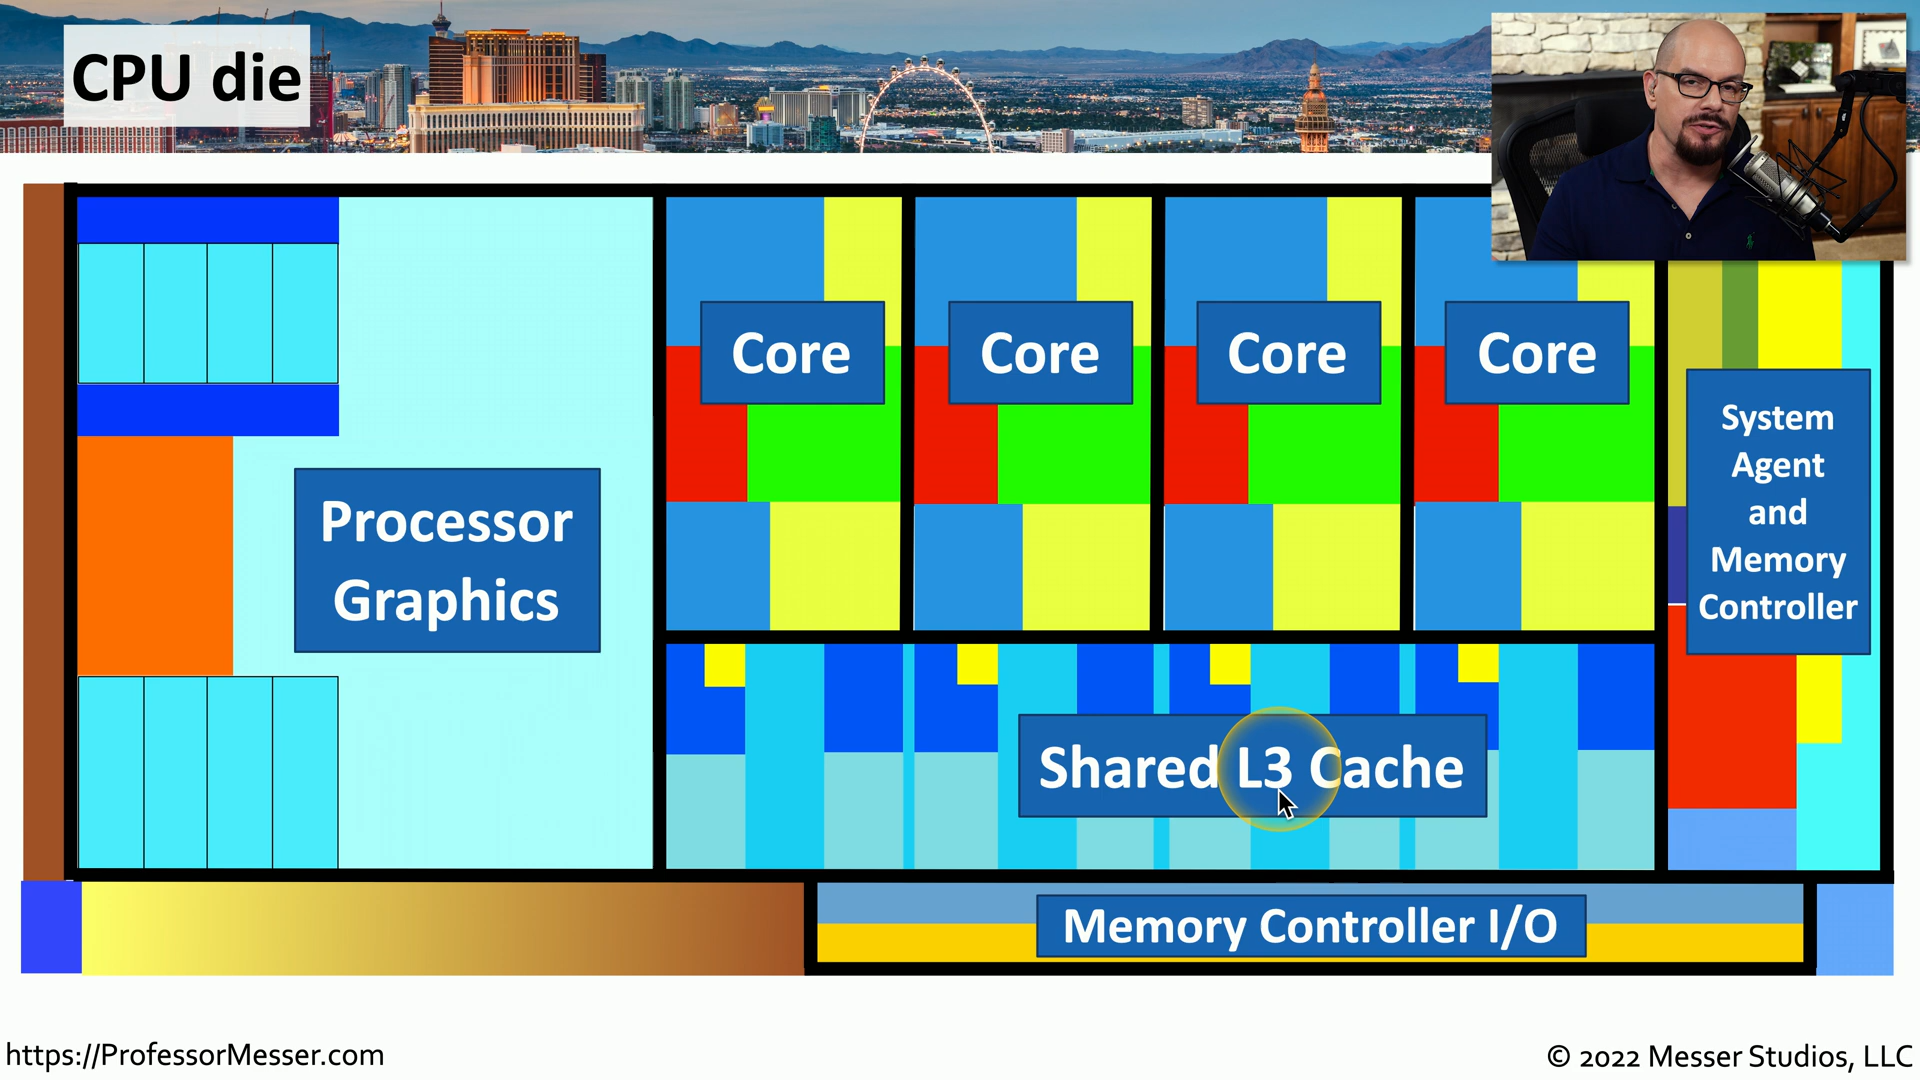 CPU die
Core
Core
Core
Core
System
Agent
and
Memory
Controller
Processor
Graphics
Shared L3 Cache
Memory Controller I/O
https://ProfessorMesser.com
© 2022 Messer Studios, LLC